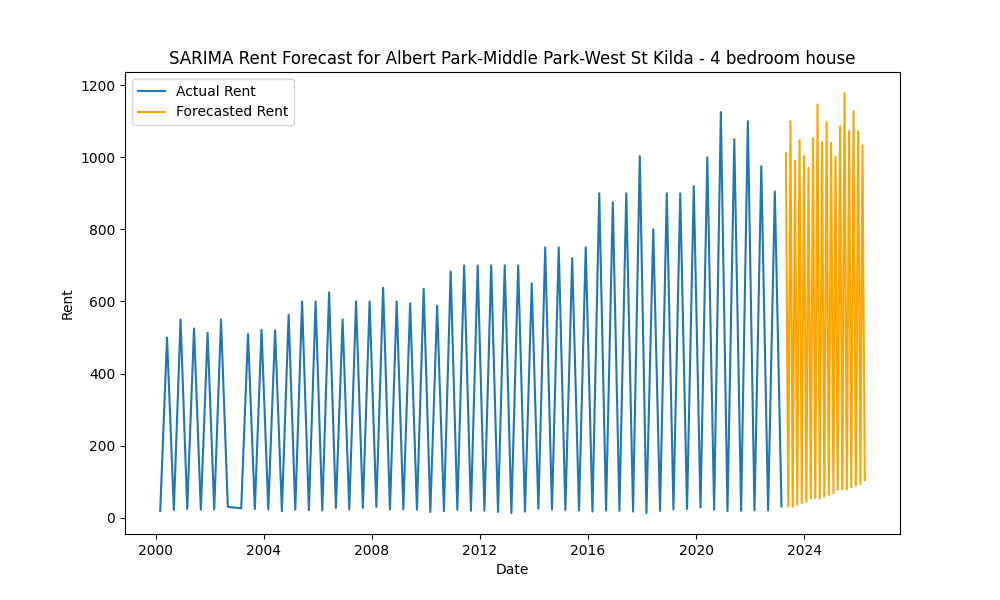 SARIMA Rent Forecast for Albert Park-Middle Park-West St Kilda - 4 bedroom house
Actual Rent
Forecasted Rent
1200
1000
800
600
400
200
0
Rent
2000 2004 2008 2012 2016 2020 2024
Date